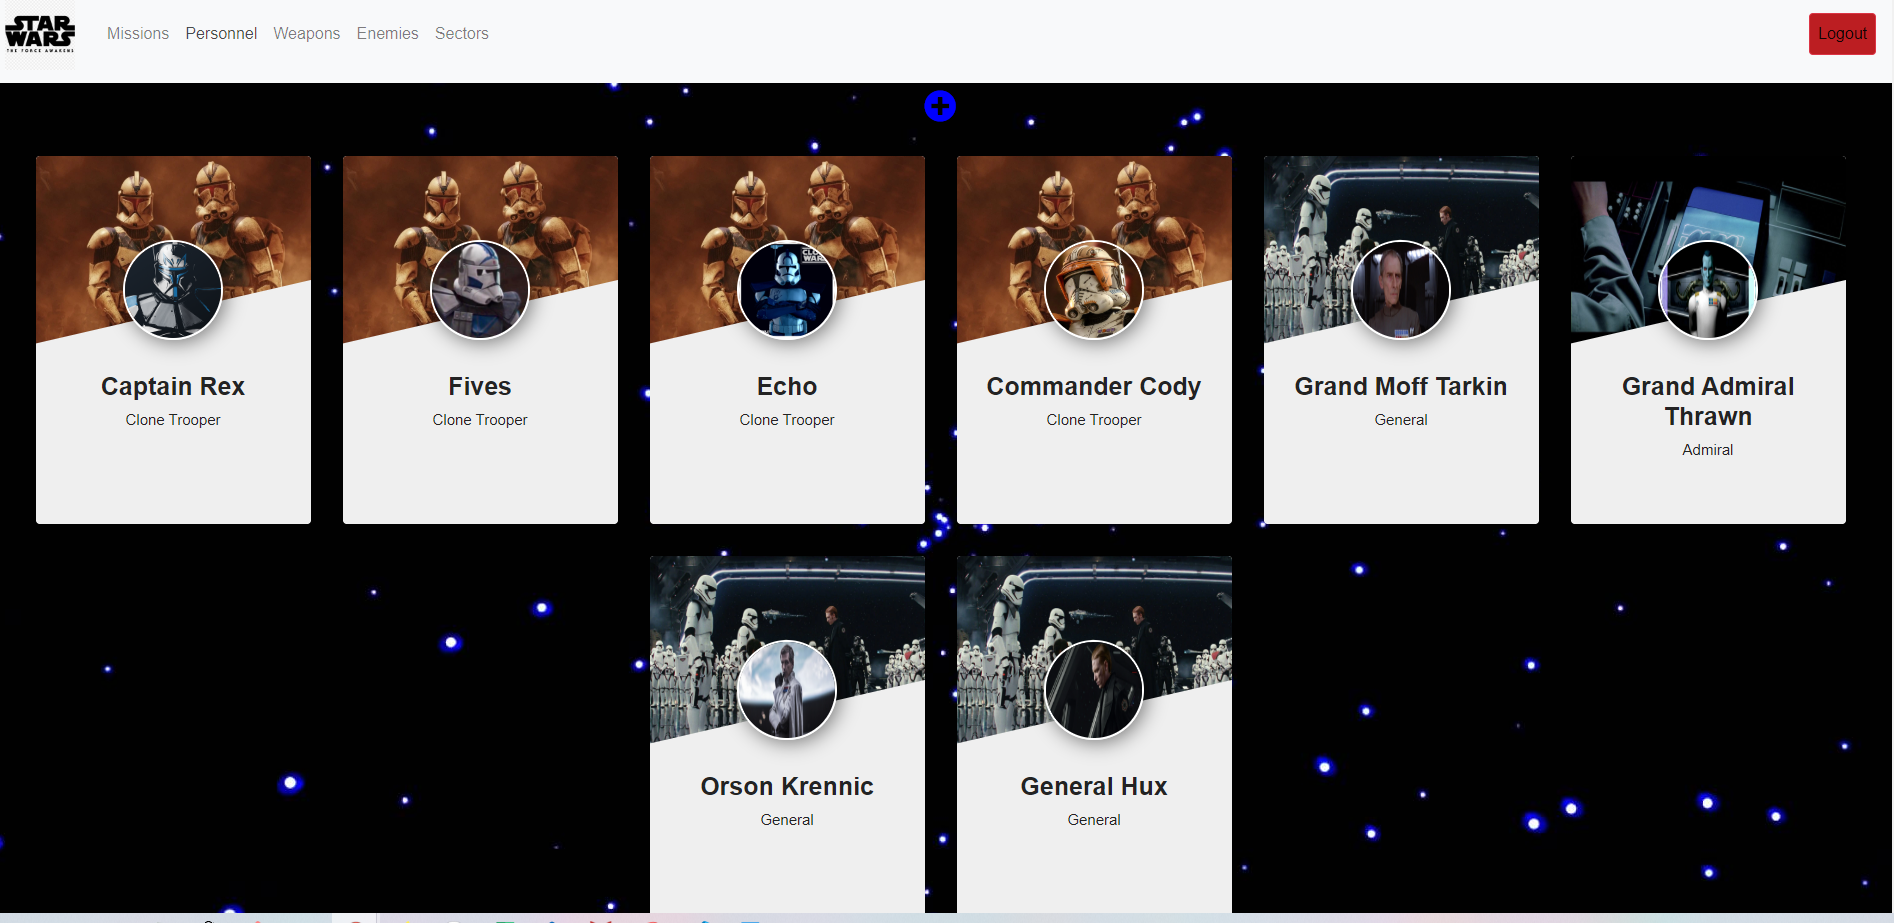 STAR
WARS
THE FORCE AWAKENS
Missions Personnel Weapons Enemies Sectors
Logout
CLO
WAR
Captain Rex
Clone Trooper
Fives
Clone Trooper
Echo
Clone Trooper
Commander Cody
Clone Trooper
Grand Moff Tarkin
General
Grand Admiral
Thrawn
Admiral
Orson Krennic
General
General Hux
General